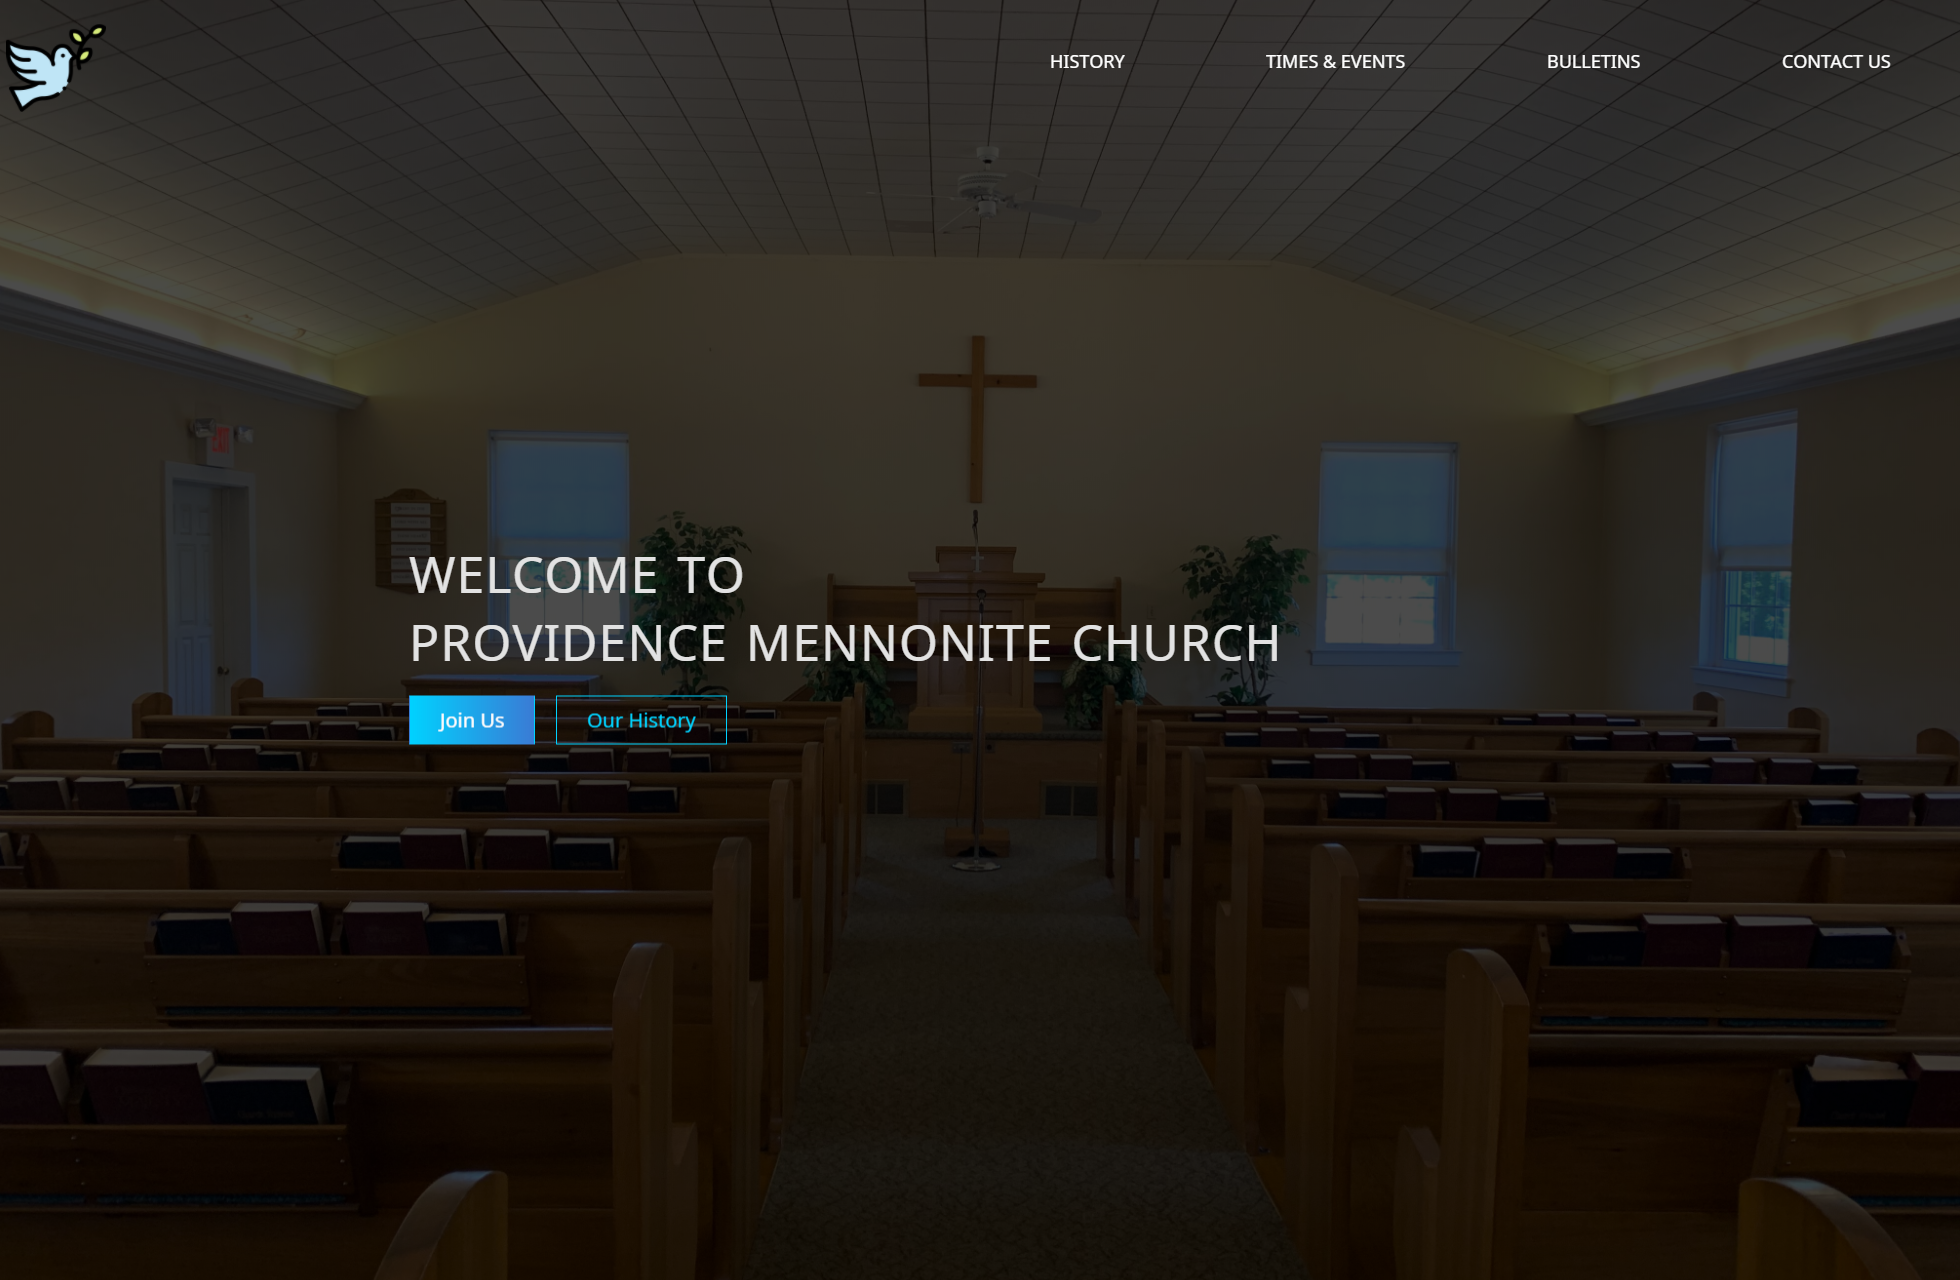 HISTORY
TIMES & EVENTS
BULLETINS
CONTACT US
WELCOME TO
PROVIDENCE MENNONITE CHURCH
Join Us
Our History